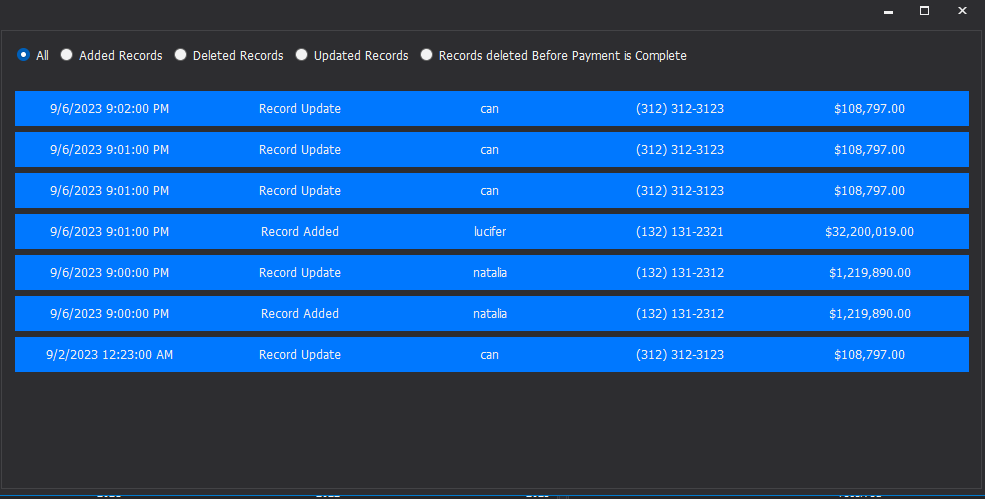 All Added Records Deleted Records Updated Records Records deleted Before Payment is Complete
9/6/2023 9:02:00 PM Record Update can (312) 312-3123 $108,797.00
9/6/2023 9:01:00 PM Record Update can (312) 312-3123 $108,797.00
9/6/2023 9:01:00 PM Record Update can (312) 312-3123 $108,797.00
9/6/2023 9:01:00 PM Record Added lucifer (132) 131-2321 $32,200,019.00
9/6/2023 9:00:00 PM Record Update natalia (132) 131-2312 $1,219,890.00
9/6/2023 9:00:00 PM Record Added natalia (132) 131-2312 $1,219,890.00
9/2/2023 12:23:00 AM Record Update can (312) 312-3123 $108,797.00